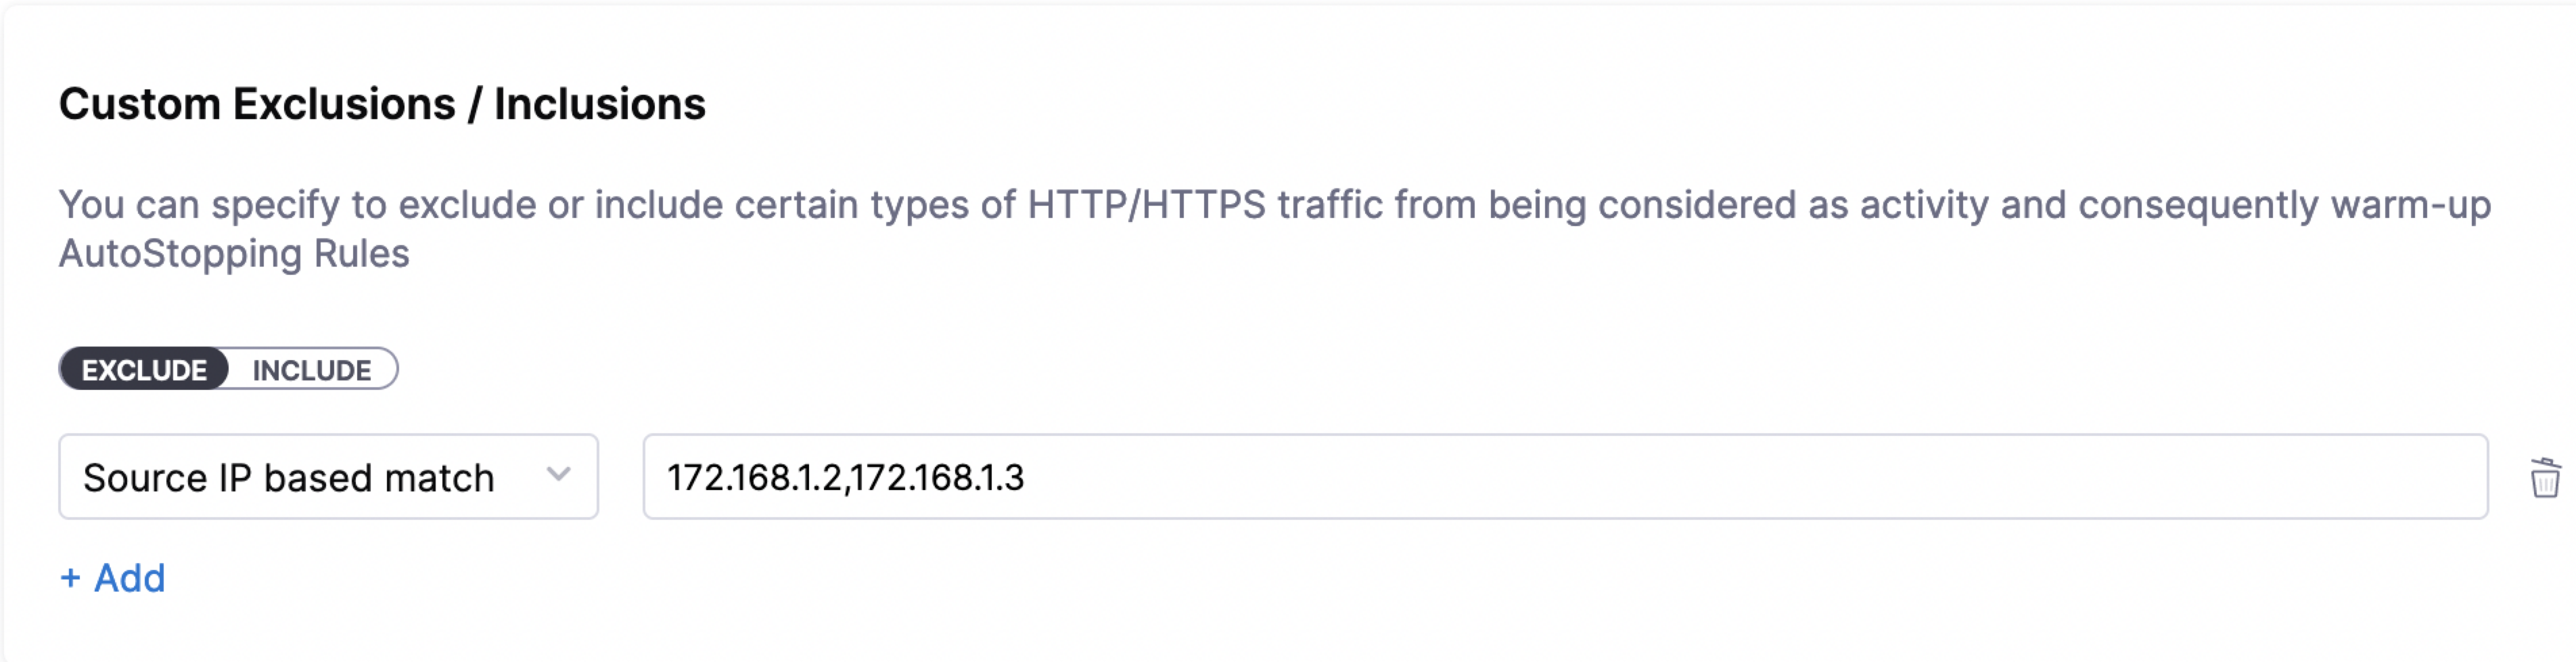 Custom Exclusions / Inclusions
You can specify to exclude or include certain types of HTTP/HTTPS traffic from being considered as activity and consequently warm-up
AutoStopping Rules
EXCLUDE INCLUDE
Source IP based match 172.168.1.2,172.168.1.3
+ Add